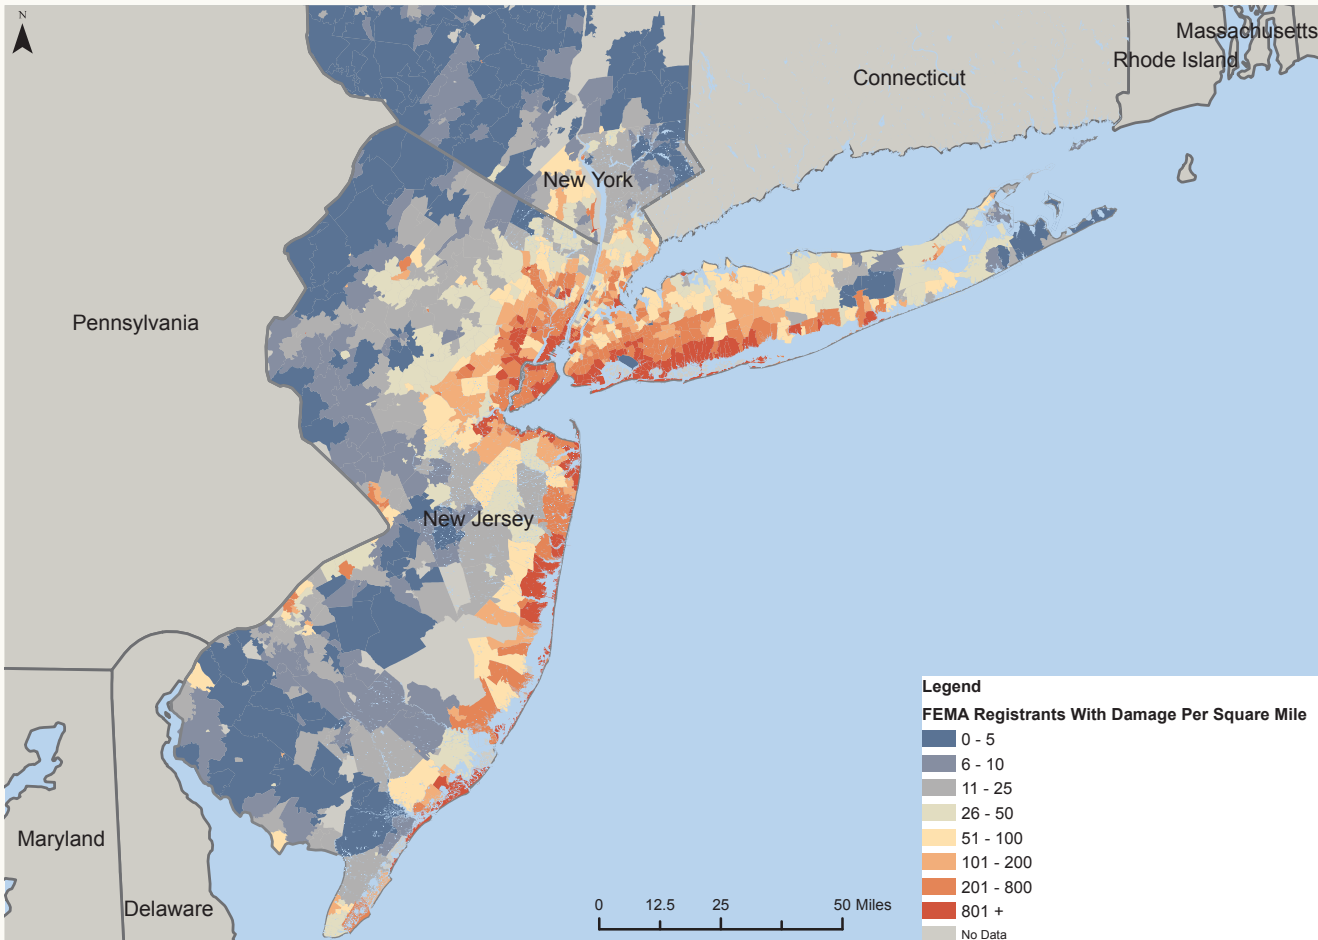 N
Massachusetts
Rhode Island
Connecticut
New York
Pennsylvania
New Jersey
Maryland
Delaware
0 12.5 25 50 Miles
Legend
FEMA Registrants With Damage Per Square Mile
0 - 5
6 - 10
11 - 25
26 - 50
51 - 100
101 - 200
201 - 800
801 +
No Data